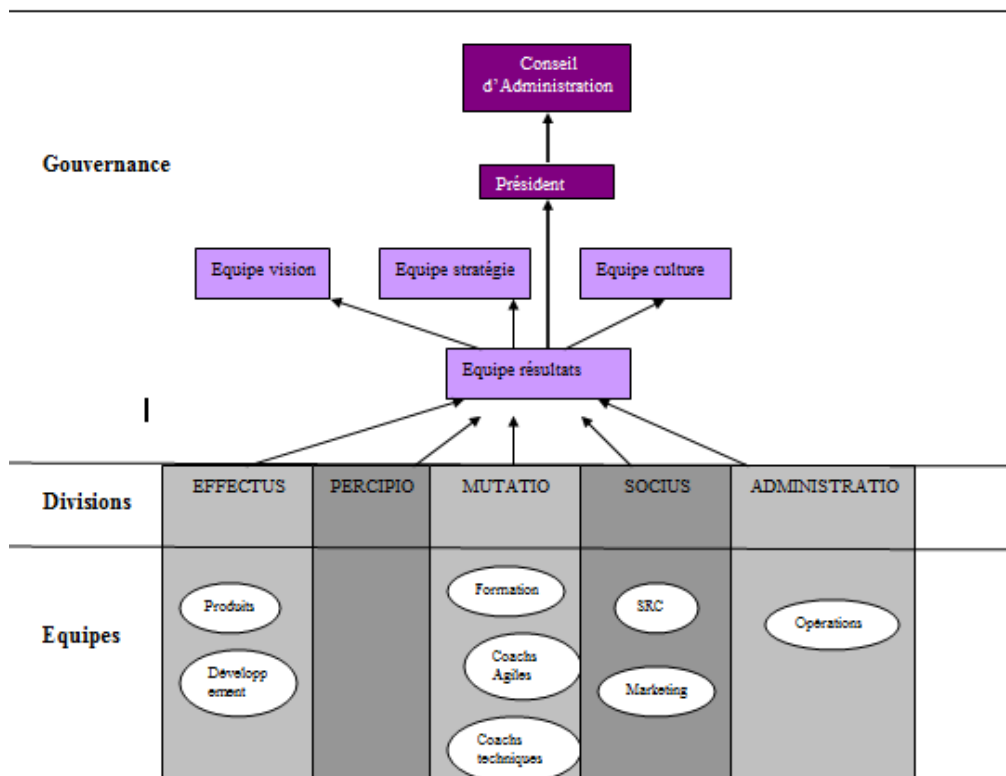 Conseil
d'Administration
Gouvernance
Président
Equipe vision
Equipe stratégie
Equipe culture
Equipe résultats
EFFECTUS
PERCIPIO
MUTATIO
SOCIUS
ADMINISTRATIO
Divisions
Formation
Produits
SRC
Opérations
Equipes
Coachs
Agiles
Développ
ement
Marketing
Coachs
techniques